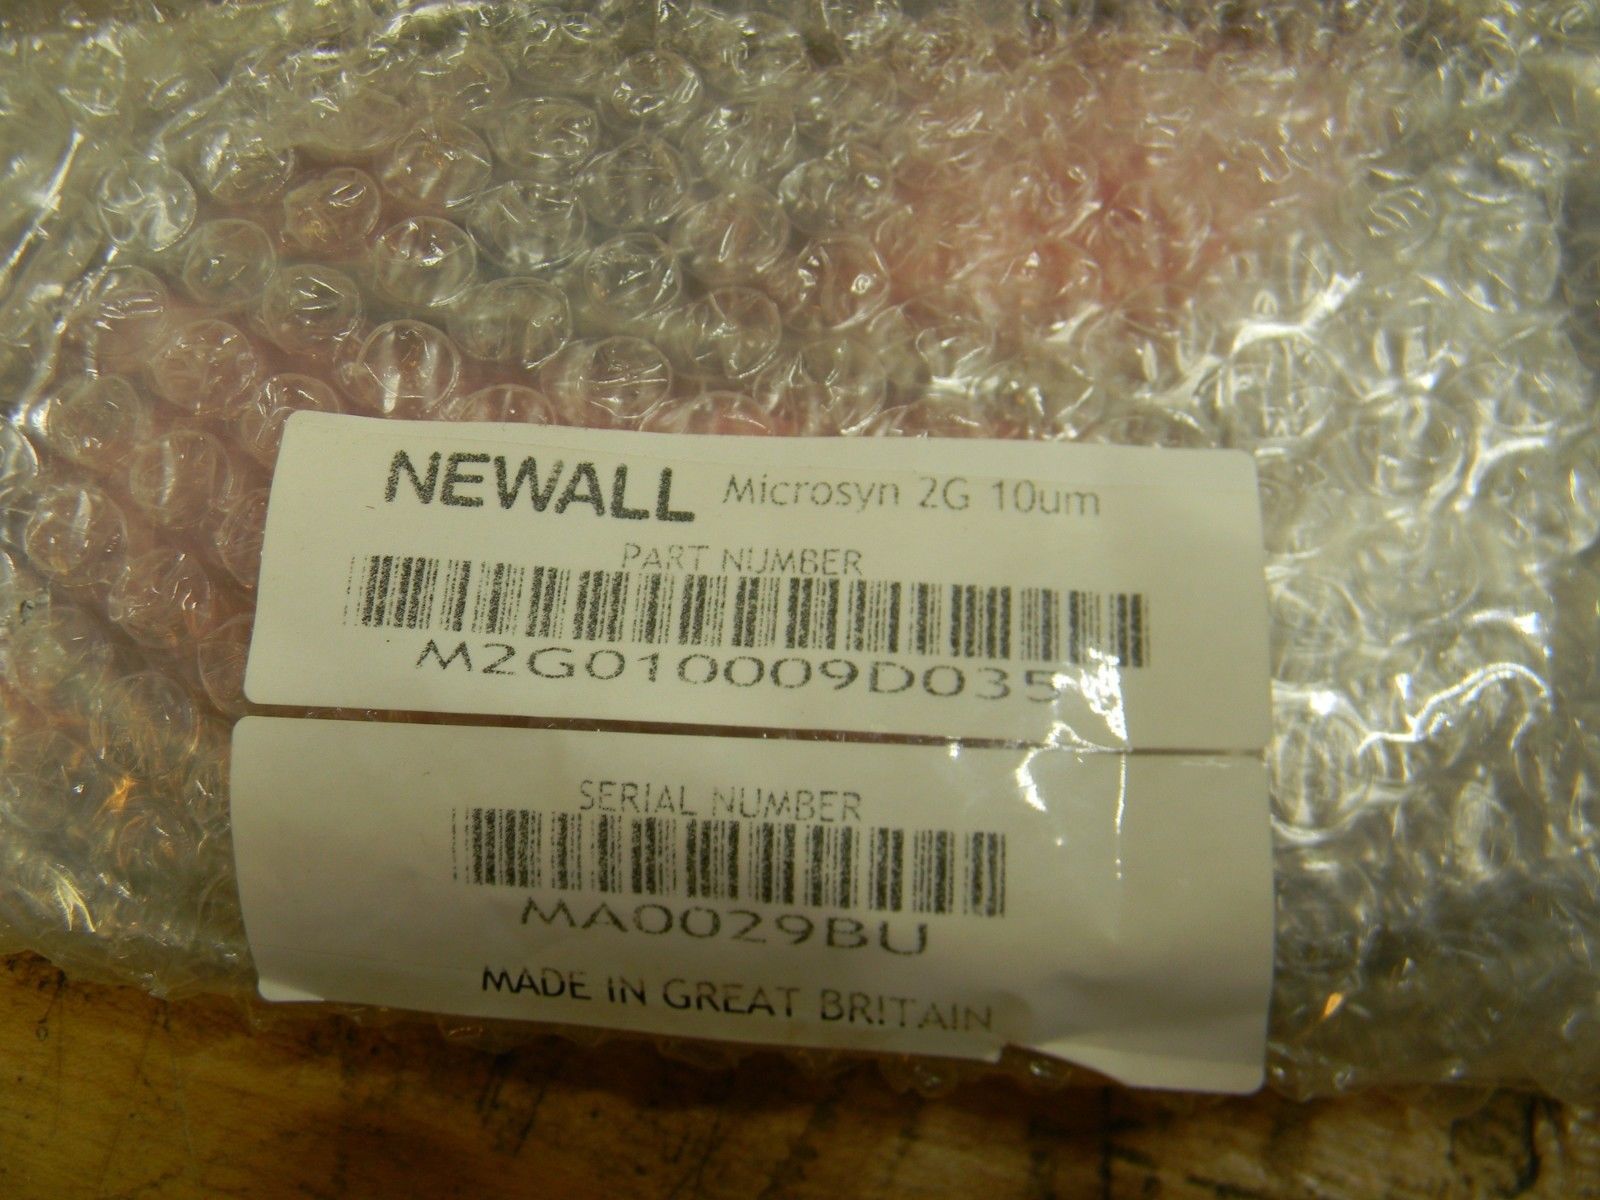 NEWALL Microsyn 2G 10um
PART NUMBER
M2G010009D035
SERIAL NUMBER
MA0029BU
MADE IN GREAT BRITAIN